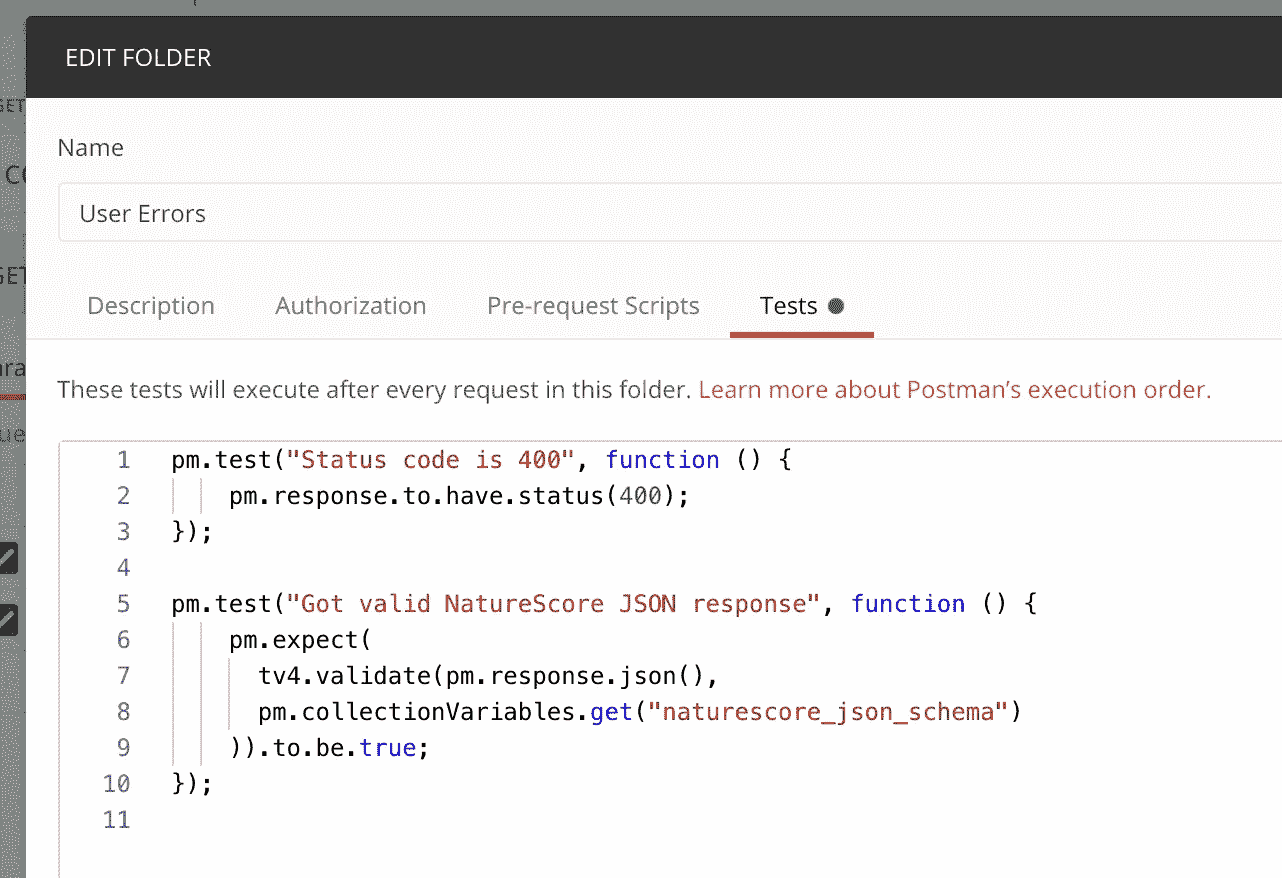 EDIT FOLDER
GET
Name
User Errors
Description Authorization Pre-request Scripts Tests
These tests will execute after every request in this folder. Learn more about Postman's execution order.
1 pm.test("Status code is 400", function () {
2 pm.response.to.have.status(400);
3 });
4
5 pm.test("Got valid NatureScore JSON response", function () {
6 pm.expect(
7 tv4.validate(pm.response.json(),
8 pm.collectionVariables.get("naturescore_json_schema")
9 )).to.be.true;
10 });
11